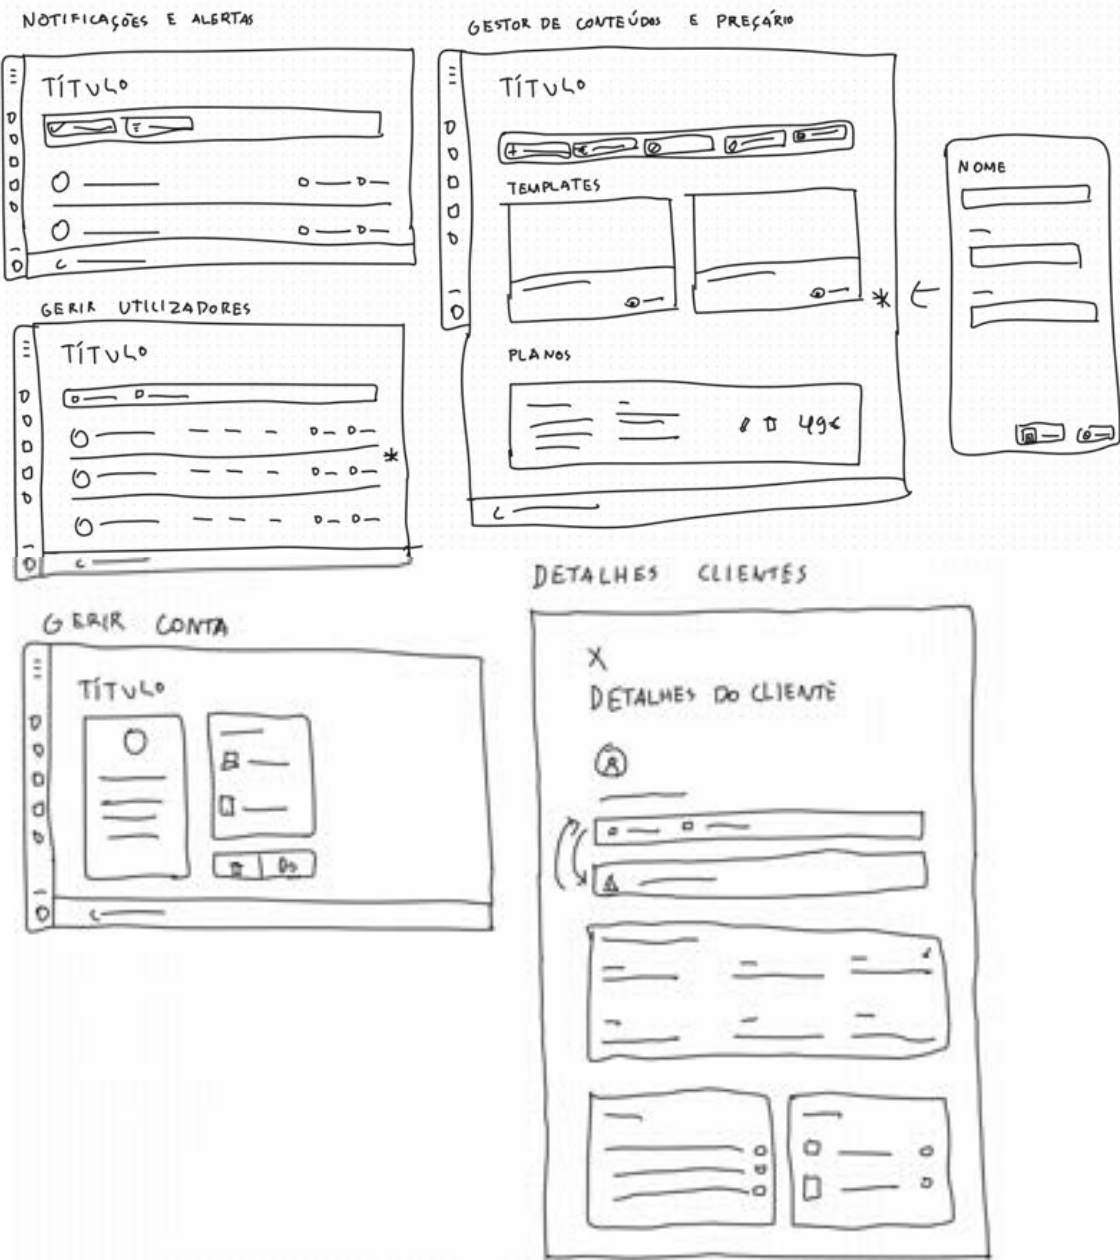 NOTIFICAÇÕES E ALERTAS
TÍTULO
GESTOR DE CONTEÚDOS E PREÇÁRIO
TÍTULO
TEMPLATES
PLANOS
49€
NOME
GERIR UTILIZADORES
TÍTULO
GERIR CONTA
TÍTULO
DETALHES CLIENTES
X
DETALHES DO CLIENTE